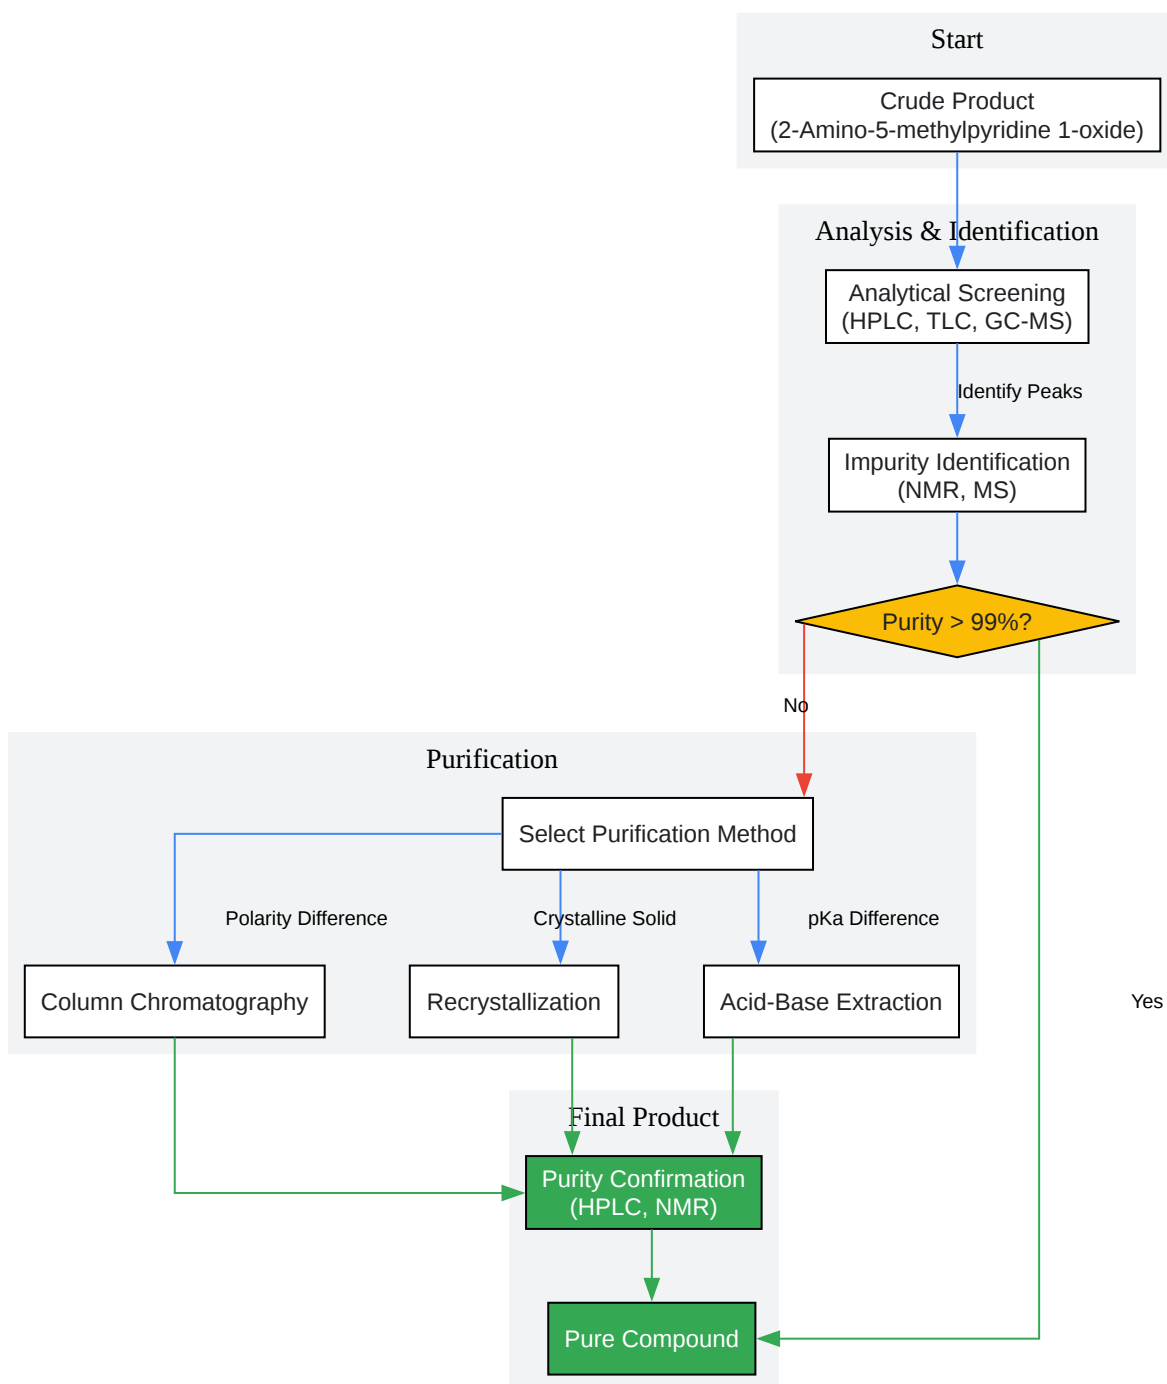 Start
Crude Product
(2-Amino-5-methylpyridine 1-oxide)
Analysis & Identification
Analytical Screening
(HPLC, TLC, GC-MS)
Identify Peaks
Impurity Identification
(NMR, MS)
Purity > 99%?
No
Purification
Select Purification Method
Polarity Difference
Crystalline Solid
pKa Difference
Column Chromatography
Recrystallization
Acid-Base Extraction
Yes
Final Product
Purity Confirmation
(HPLC, NMR)
Pure Compound